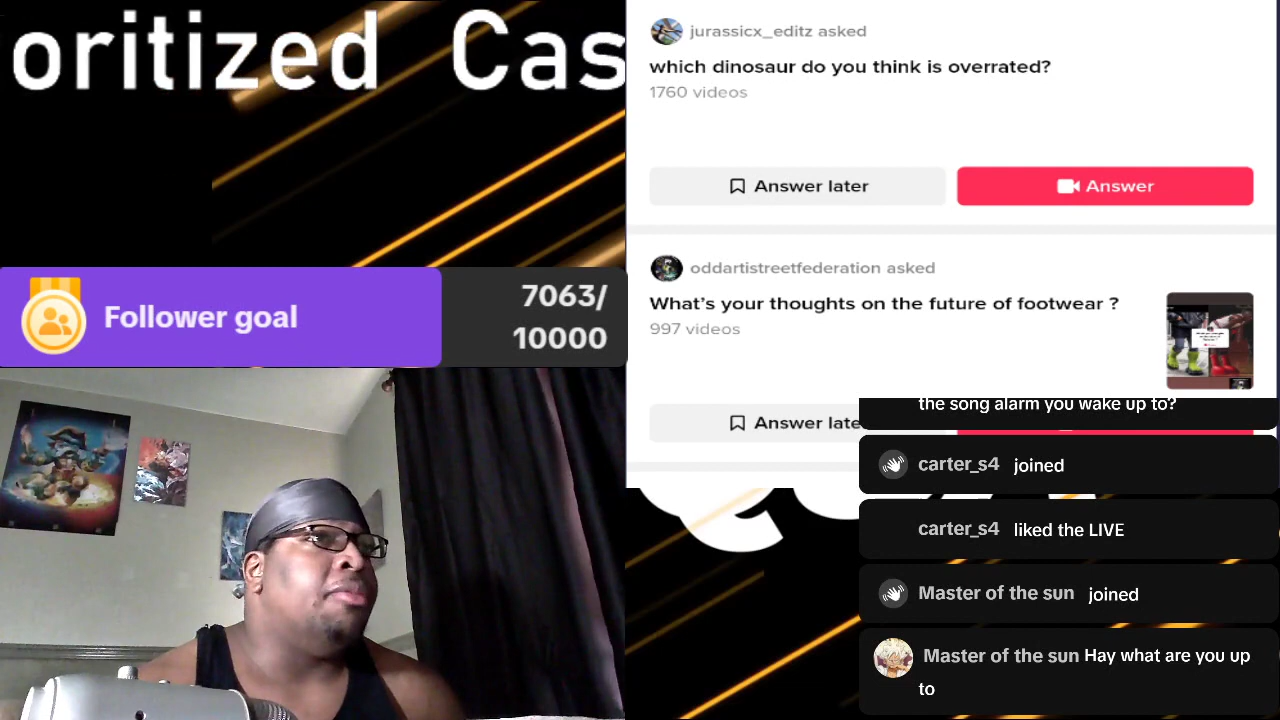 oritized Cas
jurassicx_editz asked
which dinosaur do you think is overrated?
1760 videos
Answer later
Answer
oddartistreetfederation asked
What's your thoughts on the future of footwear ?
997 videos
Answer late
Follower goal
7063/
10000
the song alarm you wake up to?
carter_s4 joined
carter_s4 liked the LIVE
Master of the sun joined
Master of the sun Hay what are you up
to